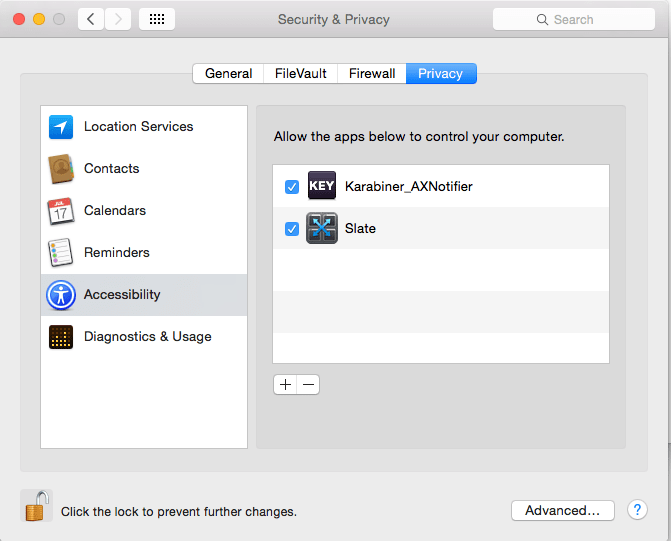 Security & Privacy
Search
General FileVault Firewall Privacy
Location Services
Contacts
JUL
17
Calendars
Reminders
Accessibility
Diagnostics & Usage
Allow the apps below to control your computer.
KEY Karabiner_AXNotifier
Slate
+ −
Click the lock to prevent further changes.
Advanced...
?